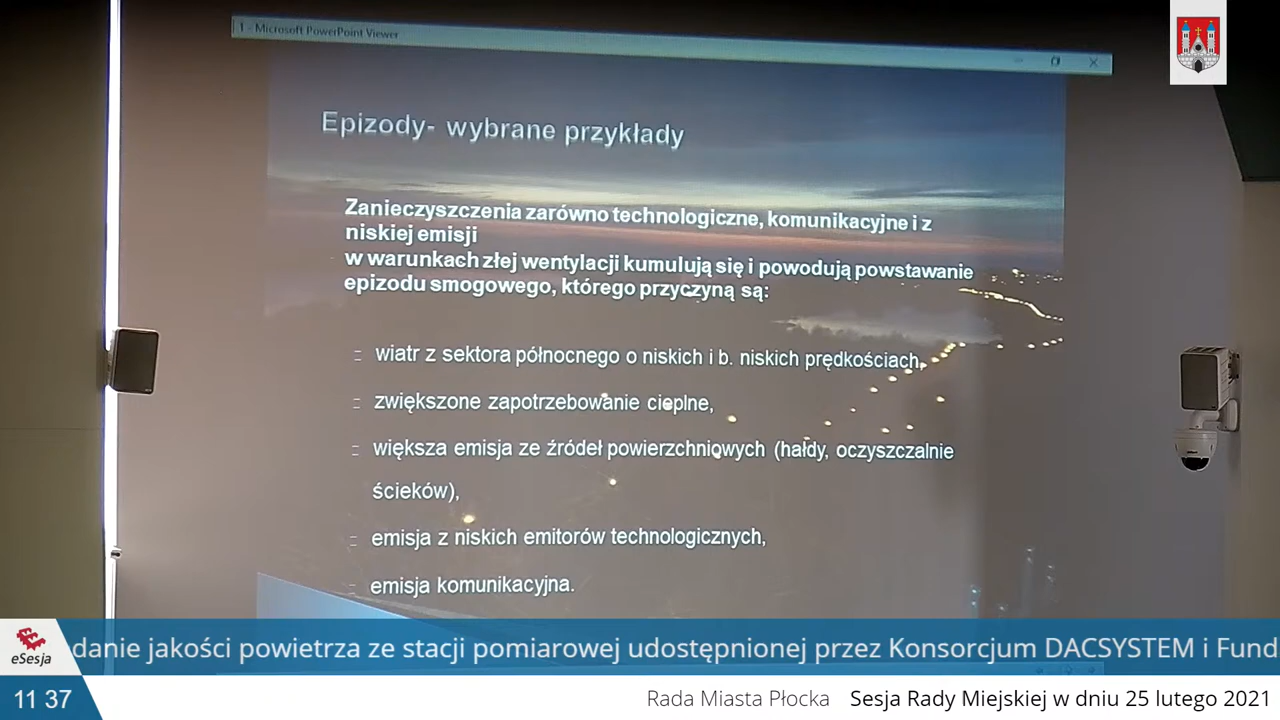 1 - Microsoft PowerPoint Viewer
Epizody- wybrane przykłady
Zanieczyszczenia zarówno technologiczne, komunikacyjne i z
niskiej emisji
w warunkach złej wentylacji kumulują się i powodują powstawanie
epizodu smogowego, którego przyczyną są:
wiatr z sektora północnego o niskich i b. niskich prędkościach,
zwiększone zapotrzebowanie cieplne,
większa emisja ze źródeł powierzchniowych (hałdy, oczyszczalnie
ścieków),
emisja z niskich emitorów technologicznych,
emisja komunikacyjna.
eSesja
danie jakości powietrza ze stacji pomiarowej udostępnionej przez Konsorcjum DACSYSTEM i Fund
11 37
Rada Miasta Płocka Sesja Rady Miejskiej w dniu 25 lutego 2021